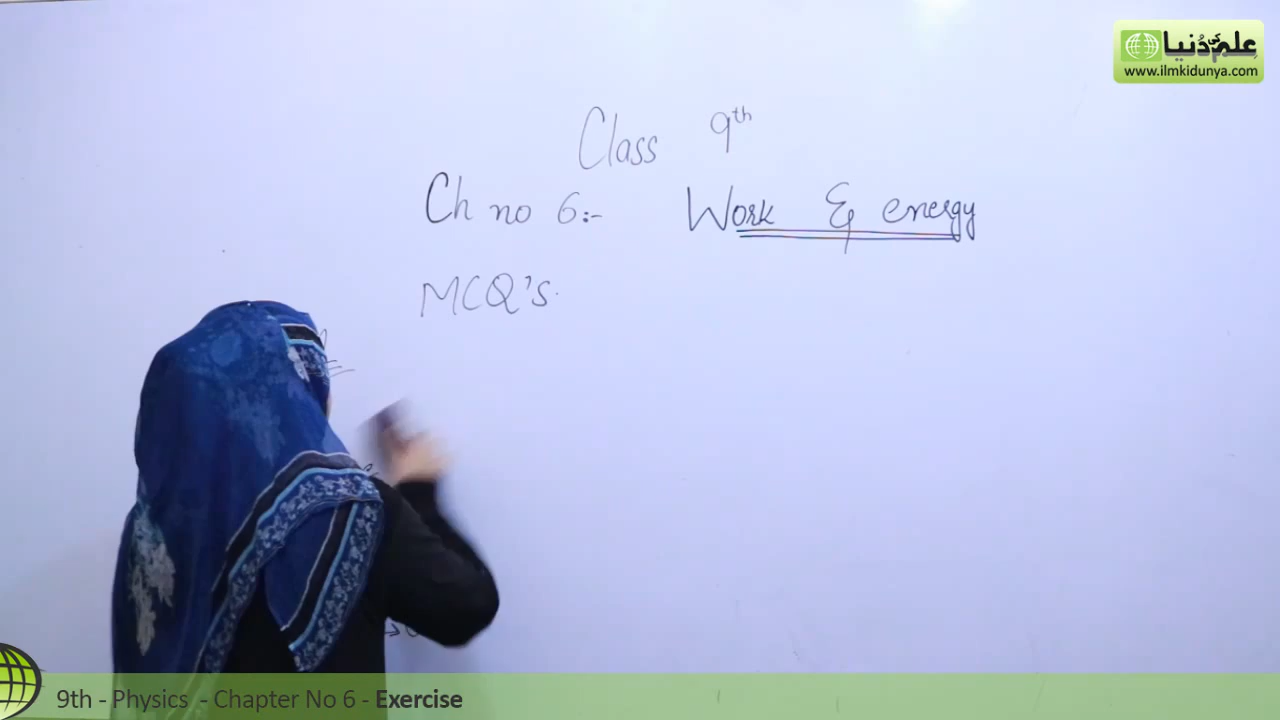 علم کی دُنیا
www.ilmkidunya.com
Class 9th
Ch no 6:- Work & energy
MCQ's.
9th - Physics - Chapter No 6 - Exercise